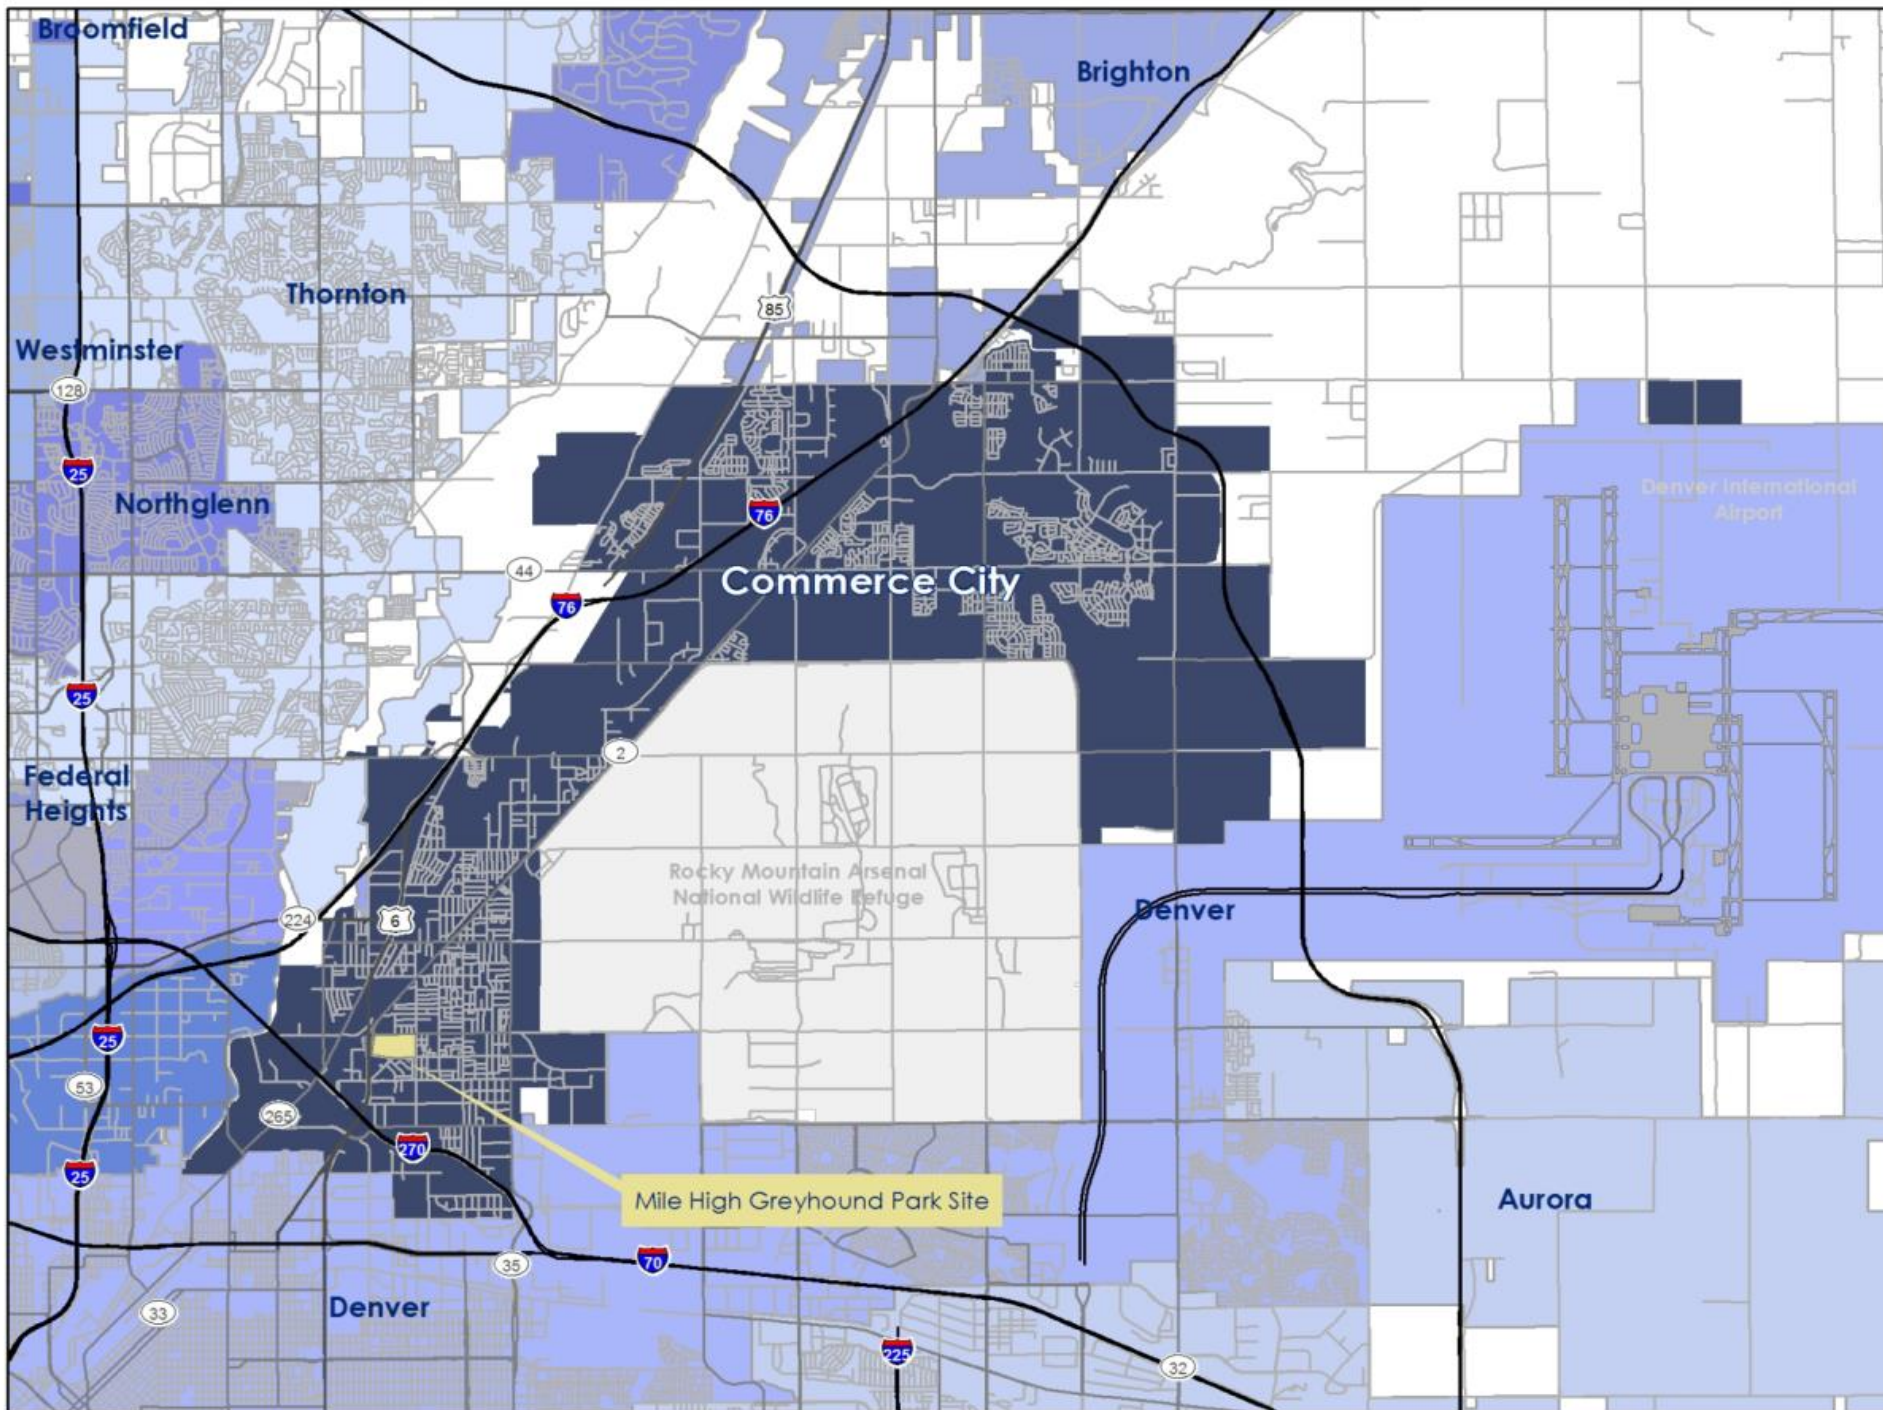 Broomfield
Brighton
Thornton
85
Westminster
128
25
Northglenn
Denver International
Airport
76
44
Commerce City
76
25
2
Federal
Heights
Rocky Mountain Arsenal
National Wildlife Refuge
224
6
Denver
25
53
265
270
25
Mile High Greyhound Park Site
Aurora
35
70
33
Denver
225
32